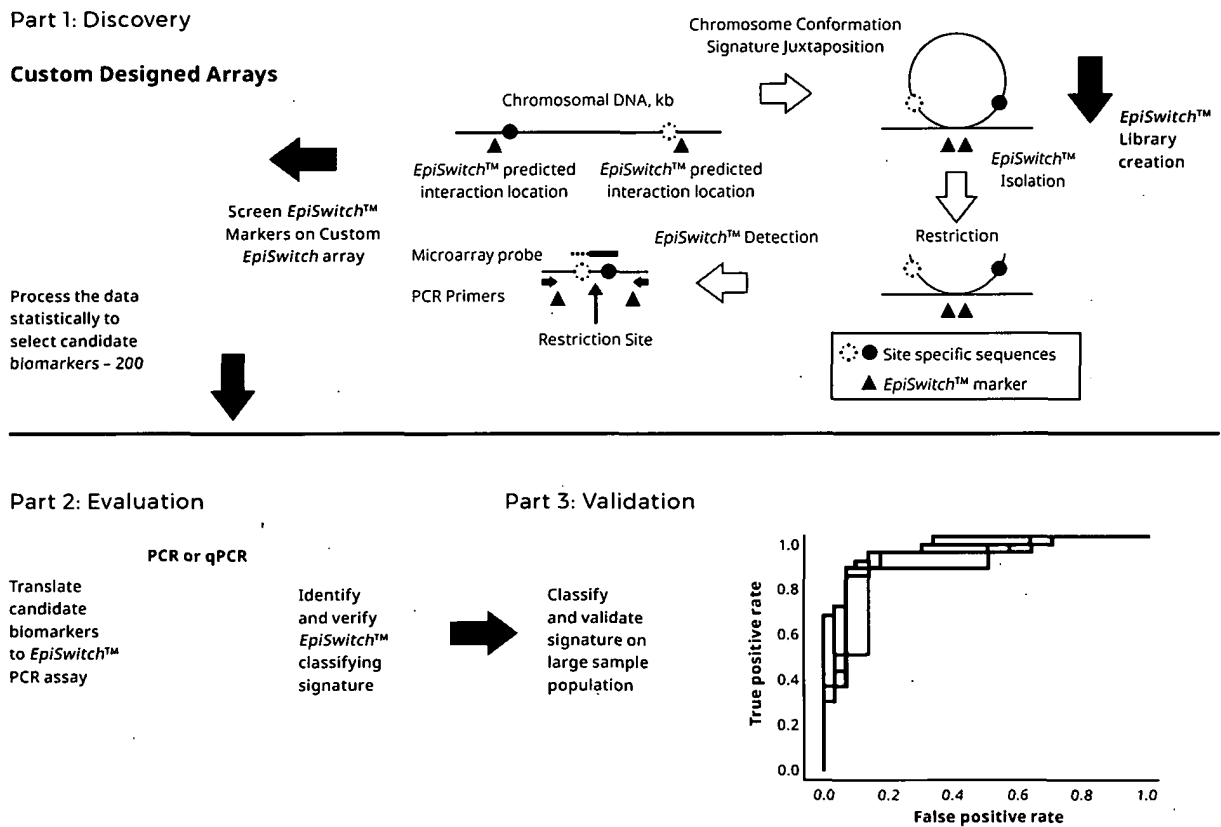 Part 1: Discovery
Custom Designed Arrays
Chromosomal DNA, kb
EpiSwitch™ predicted
interaction location
EpiSwitch™ predicted
interaction location
Chromosome Conformation
Signature Juxtaposition
EpiSwitch™
Library
creation
EpiSwitch™
Isolation
Restriction
EpiSwitch™ Detection
Microarray probe
PCR Primers
Restriction Site
Site specific sequences
EpiSwitch™ marker
Screen EpiSwitch™
Markers on Custom
EpiSwitch array
Process the data
statistically to
select candidate
biomarkers – 200
Part 2: Evaluation
PCR or qPCR
Translate
candidate
biomarkers
to EpiSwitch™
PCR assay
Identify
and verify
EpiSwitch™
classifying
signature
Part 3: Validation
Classify
and validate
signature on
large sample
population
True positive rate
1.0
0.8
0.6
0.4
0.2
0.0
0.0 0.2 0.4 0.6 0.8 1.0
False positive rate